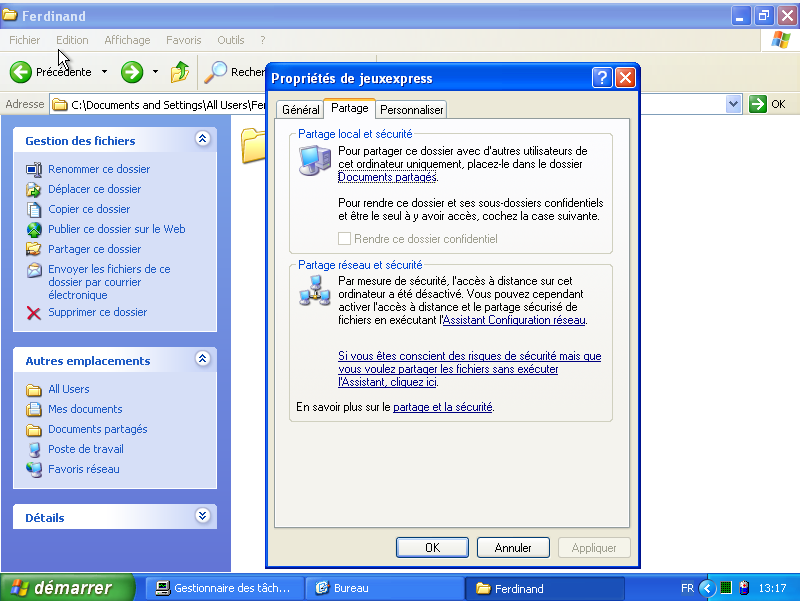 Ferdinand
Fichier Edition Affichage Favoris Outils ?
Précédente
Adresse C:\Documents and Settings\All Users\
OK
Gestion des fichiers
Renommer ce dossier
Déplacer ce dossier
Copier ce dossier
Publier ce dossier sur le Web
Partager ce dossier
Envoyer les fichiers de ce
dossier par courrier
électronique
Supprimer ce dossier
Autres emplacements
All Users
Mes documents
Documents partagés
Poste de travail
Favoris réseau
Détails
Propriétés de jeuxexpress
Général Partage Personnaliser
Partage local et sécurité
Pour partager ce dossier avec d'autres utilisateurs de
cet ordinateur uniquement, placez-le dans le dossier
Documents partagés.
Pour rendre ce dossier et ses sous-dossiers confidentiels
et être le seul à y avoir accès, cochez la case suivante.
Rendre ce dossier confidentiel
Partage réseau et sécurité
Par mesure de sécurité, l'accès à distance sur cet
ordinateur a été désactivé. Vous pouvez cependant
activer l'accès à distance et le partage sécurisé de
fichiers en exécutant l'Assistant Configuration réseau.
Si vous êtes conscient des risques de sécurité mais que
vous voulez partager les fichiers sans exécuter
l'Assistant, cliquez ici.
En savoir plus sur le partage et la sécurité.
OK Annuler Appliquer
démarrer Gestionnaire des tâch... Bureau Ferdinand FR 13:17